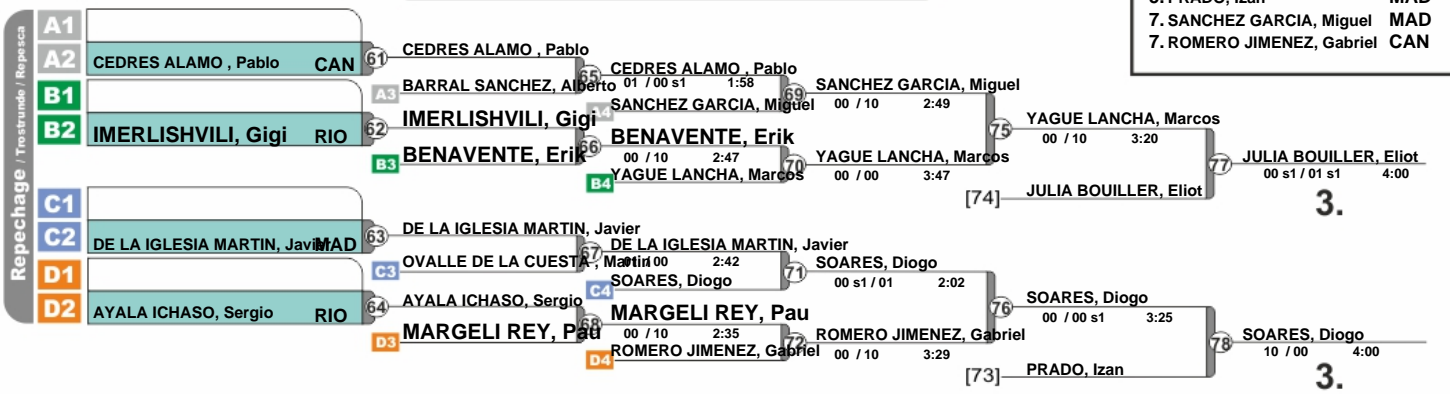 5. PRADO, Izan MAD
7. SANCHEZ GARCIA, Miguel MAD
7. ROMERO JIMENEZ, Gabriel CAN
Repechage / Trostrunde / Repesca
A1
A2 CEDRES ALAMO , Pablo CAN
B1
B2 IMERLISHVILI, Gigi RIO
C1
C2 DE LA IGLESIA MARTIN, Javier MAD
D1
D2 AYALA ICHASO, Sergio RIO
61 CEDRES ALAMO , Pablo
A3 BARRAL SANCHEZ, Alberto
62 IMERLISHVILI, Gigi
B3 BENAVENTE, Erik
63 DE LA IGLESIA MARTIN, Javier
C3 OVALLE DE LA CUESTA , Martin
64 AYALA ICHASO, Sergio
D3 MARGELI REY, Pau
65 CEDRES ALAMO , Pablo
01 / 00 s1 1:58
A4 SANCHEZ GARCIA, Miguel
66 BENAVENTE, Erik
00 / 10 2:47
B4 YAGUE LANCHA, Marcos
67 DE LA IGLESIA MARTIN, Javier
01 / 00 2:42
C4 SOARES, Diogo
68 MARGELI REY, Pau
00 / 10 2:35
D4 ROMERO JIMENEZ, Gabriel
69 SANCHEZ GARCIA, Miguel
00 / 10 2:49
70 YAGUE LANCHA, Marcos
00 / 00 3:47
71 SOARES, Diogo
00 s1 / 01 2:02
72 ROMERO JIMENEZ, Gabriel
00 / 10 3:29
75 YAGUE LANCHA, Marcos
00 / 10 3:20
[74] JULIA BOUILLER, Eliot
76 SOARES, Diogo
00 / 00 s1 3:25
[73] PRADO, Izan
77 JULIA BOUILLER, Eliot
00 s1 / 01 s1 4:00
3.
78 SOARES, Diogo
10 / 00 4:00
3.